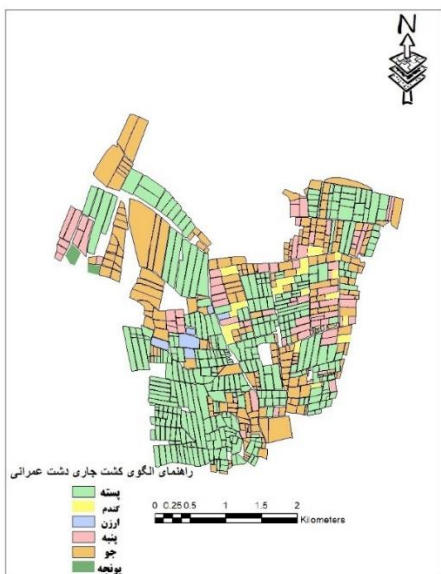 N
راهنمای الگوی کشت جاری دشت عمرانی
پسته
گندم
ارزن
پنبه
جو
یونجه
0 0.25 0.5 1 1.5 2
Kilometers